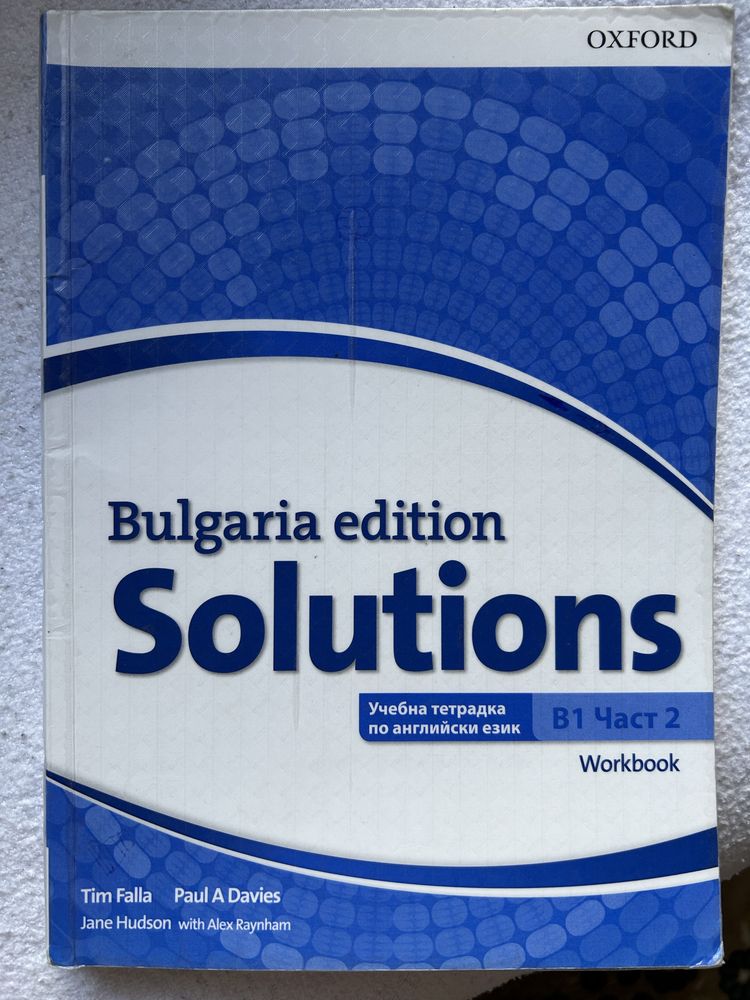 OXFORD
Bulgaria edition
Solutions
Учебна тетрадка
по английски език
B1 Част 2
Workbook
Tim Falla Paul A Davies
Jane Hudson with Alex Raynham